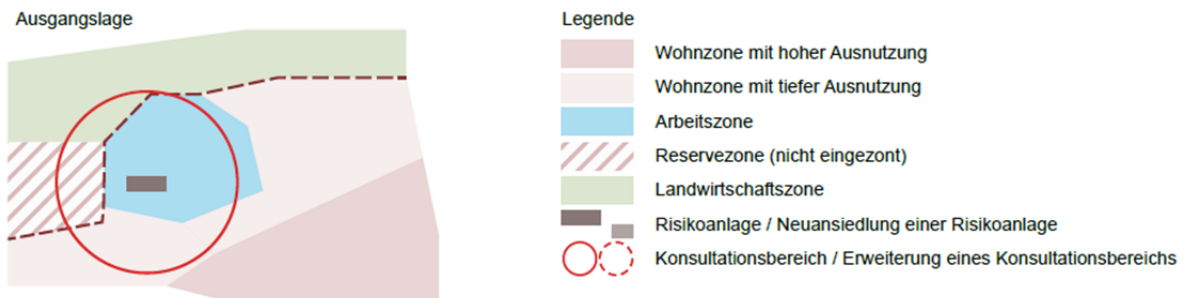 Ausgangslage
Legende
Wohnzone mit hoher Ausnutzung
Wohnzone mit tiefer Ausnutzung
Arbeitszone
Reservezone (nicht eingezont)
Landwirtschaftszone
Risikoanlage / Neuansiedlung einer Risikoanlage
Konsultationsbereich / Erweiterung eines Konsultationsbereichs